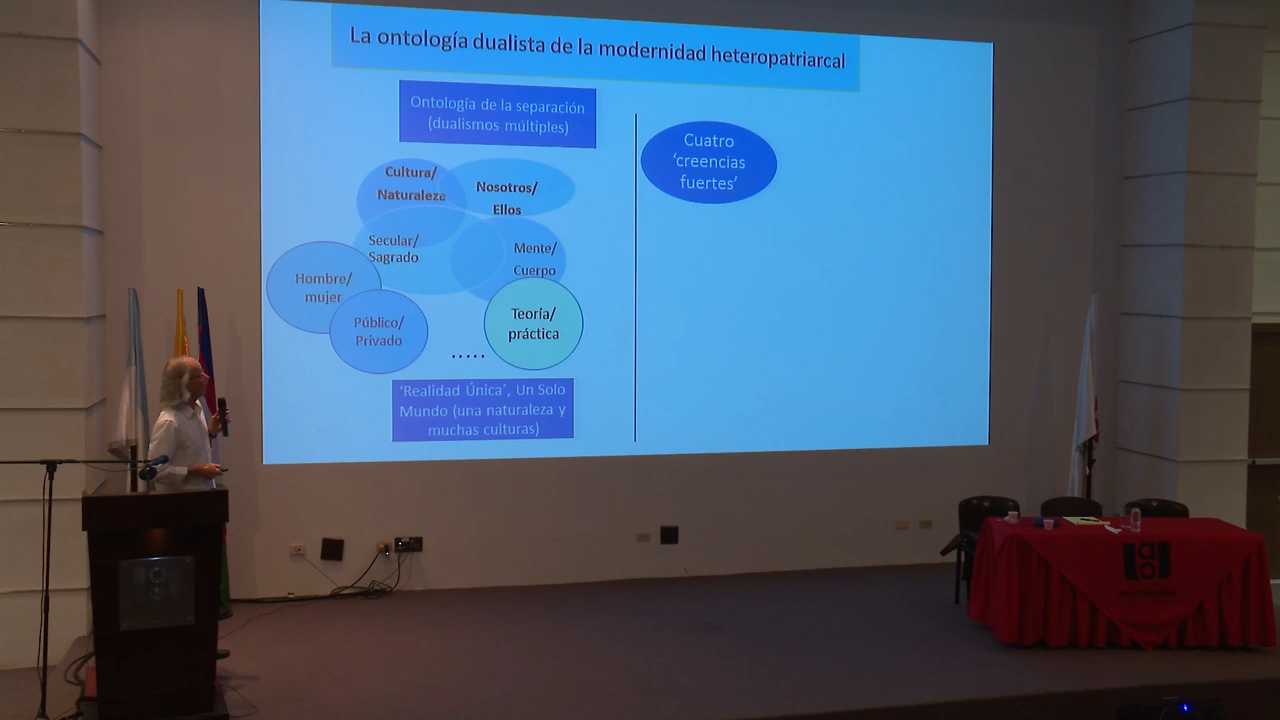 La ontología dualista de la modernidad heteropatriarcal
Ontología de la separación
(dualismos múltiples)
Cultura/
Naturaleza
Nosotros/
Ellos
Secular/
Sagrado
Mente/
Cuerpo
Hombre/
mujer
Público/
Privado
Teoría/
práctica
.....
'Realidad Única', Un Solo
Mundo (una naturaleza y
muchas culturas)
Cuatro
'creencias
fuertes'